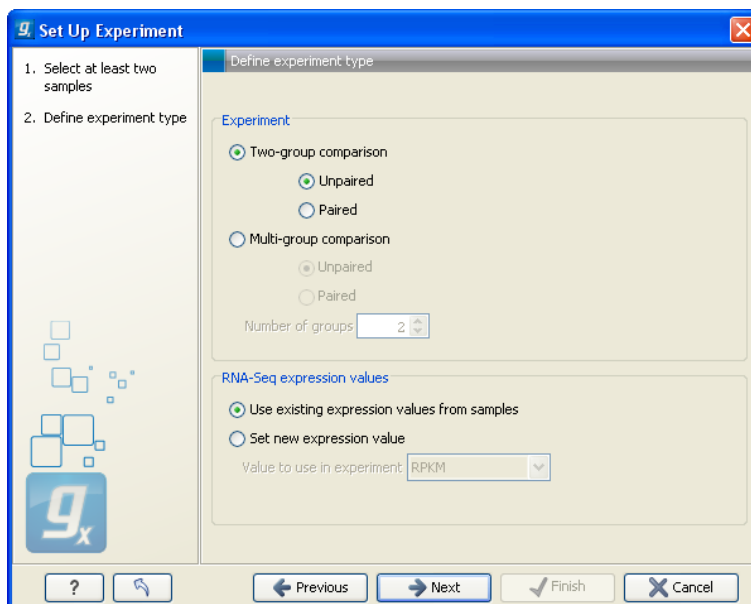 Set Up Experiment
1. Select at least two
samples
2. Define experiment type
Define experiment type
Experiment
Two-group comparison
Unpaired
Paired
Multi-group comparison
Unpaired
Paired
Number of groups 2
RNA-Seq expression values
Use existing expression values from samples
Set new expression value
Value to use in experiment RPKM
gx
? Previous Next Finish Cancel